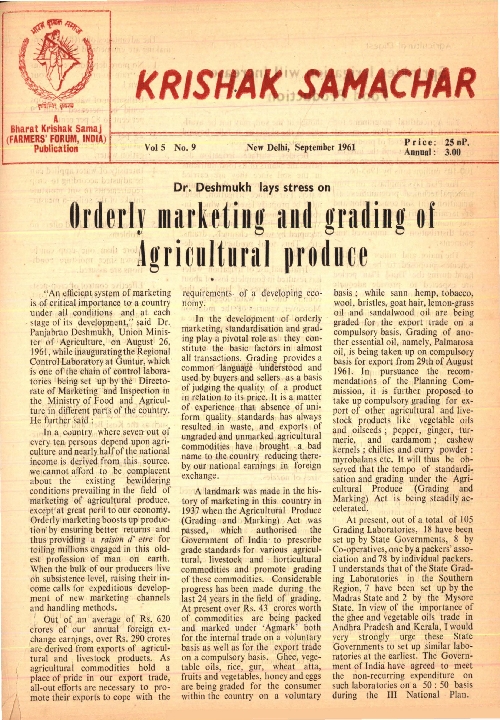 भारत कृषक समाज
A
Bharat Krishak Samaj
(FARMERS' FORUM, INDIA)
Publication
KRISHAK SAMACHAR
Vol 5 No. 9
New Delhi, September 1961
Price: 25 nP.
Annual: 3.00
Dr. Deshmukh lays stress on
Orderly marketing and grading of
Agricultural produce
"An efficient system of marketing
is of critical importance to a country
under all conditions and at each
stage of its development," said Dr.
Panjabrao Deshmukh, Union Minis-
ter of Agriculture, on August 26,
1961, while inaugurating the Regional
Control Laboratory at Guntur, which
is one of the chain of control labora-
tories being set up by the Directo-
rate of Marketing and Inspection in
the Ministry of Food and Agricul-
ture in different parts of the country.
He further said :
In a country where seven out of
every ten persons depend upon agri-
culture and nearly half of the national
income is derived from this source,
we cannot afford to be complacent
about the existing bewildering
conditions prevailing in the field of
marketing of agricultural produce,
except at great peril to our economy.
Orderly marketing boosts up produc-
tion by ensuring better returns and
thus providing a raison d' etre for
toiling millions engaged in this old-
est profession of man on earth.
When the bulk of our producers live
on subsistence level, raising their in-
come calls for expeditious develop-
ment of new marketing channels
and handling methods.
Out of an average of Rs. 620
crores of our annual foreign ex-
change earnings, over Rs. 290 crores
are derived from exports of agricul-
tural and livestock products. As
agricultural commodities hold a
place of pride in our export trade,
all-out efforts are necessary to pro-
mote their exports to cope with the
requirements of a developing eco-
nomy.
In the development of orderly
marketing, standardisation and grad-
ing play a pivotal role as they con-
stitute the basic factors in almost
all transactions. Grading provides a
common language understood and
used by buyers and sellers as a basis
of judging the quality of a product
in relation to its price. It is a matter
of experience that absence of uni-
form quality standards has always
resulted in waste, and exports of
ungraded and unmarked agricultural
commodities have brought a bad
name to the country reducing there-
by our national earnings in foreign
exchange.
A landmark was made in the his-
tory of marketing in this country in
1937 when the Agricultural Produce
(Grading and Marking) Act was
passed, which authorised the
Government of India to prescribe
grade standards for various agricul-
tural, livestock and horticultural
commodities and promote grading
of these commodities. Considerable
progress has been made during the
last 24 years in the field of grading.
At present over Rs. 43 crores worth
of commodities are being packed
and marked under 'Agmark' both
for the internal trade on a voluntary
basis as well as for the export trade
on a compulsory basis. Ghee, vege-
table oils, rice, gur, wheat atta,
fruits and vegetables, honey and eggs
are being graded for the consumer
within the country on a voluntary
basis ; while sann hemp, tobacco,
wool, bristles, goat hair, lemon-grass
oil and sandalwood oil are being
graded for the export trade on a
compulsory basis. Grading of ano-
ther essential oil, namely, Palmarosa
oil, is being taken up on compulsory
basis for export from 29th of August
1961. In pursuance the recom-
mendations of the Planning Com-
mission, it is further proposed to
take up compulsory grading for ex-
port of other agricultural and live-
stock products like vegetable oils
and oilseeds ; pepper, ginger, tur-
meric, and cardamom ; cashew
kernels ; chillies and curry powder ;
myrobalans etc. It will thus be ob-
served that the tempo of standardi-
sation and grading under the Agri-
cultural Produce (Grading and
Marking) Act is being steadily ac-
celerated.
At present, out of a total of 105
Grading Laboratories, 18 have been
set up by State Governments, 8 by
Co-operatives, one by a packers' asso-
ciation and 78 by individual packers.
I understands that of the State Grad-
ing Laboratories in the Southern
Region, 7 have been set up by the
Madras State and 2 by the Mysore
State. In view of the importance of
the ghee and vegetable oils trade in
Andhra Pradesh and Kerala, I would
very strongly urge these State
Governments to set up similar labo-
ratories at the earliest. The Govern-
ment of India have agreed to meet
the non-recurring expenditure on
such laboratories on a 50 : 50 basis
during the III National Plan.